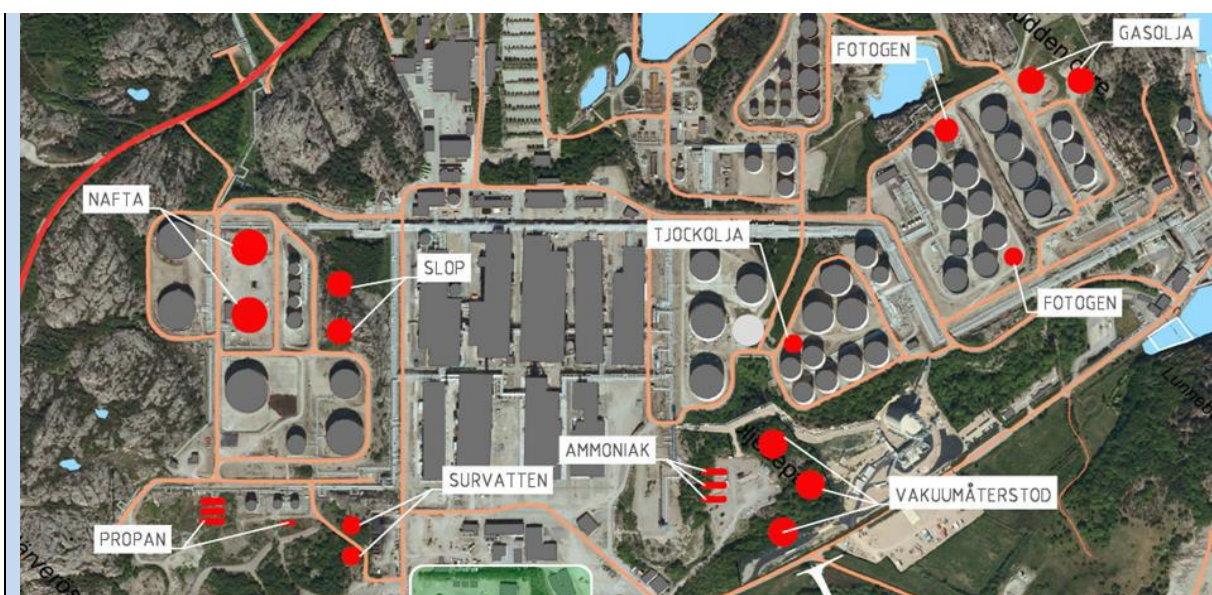 GASOLJA
FOTOGEN
NAFTA
TJOCKOLJA
SLOP
FOTOGEN
AMMONIAK
SURVATTEN
VAKUUMÅTERSTOD
PROPAN